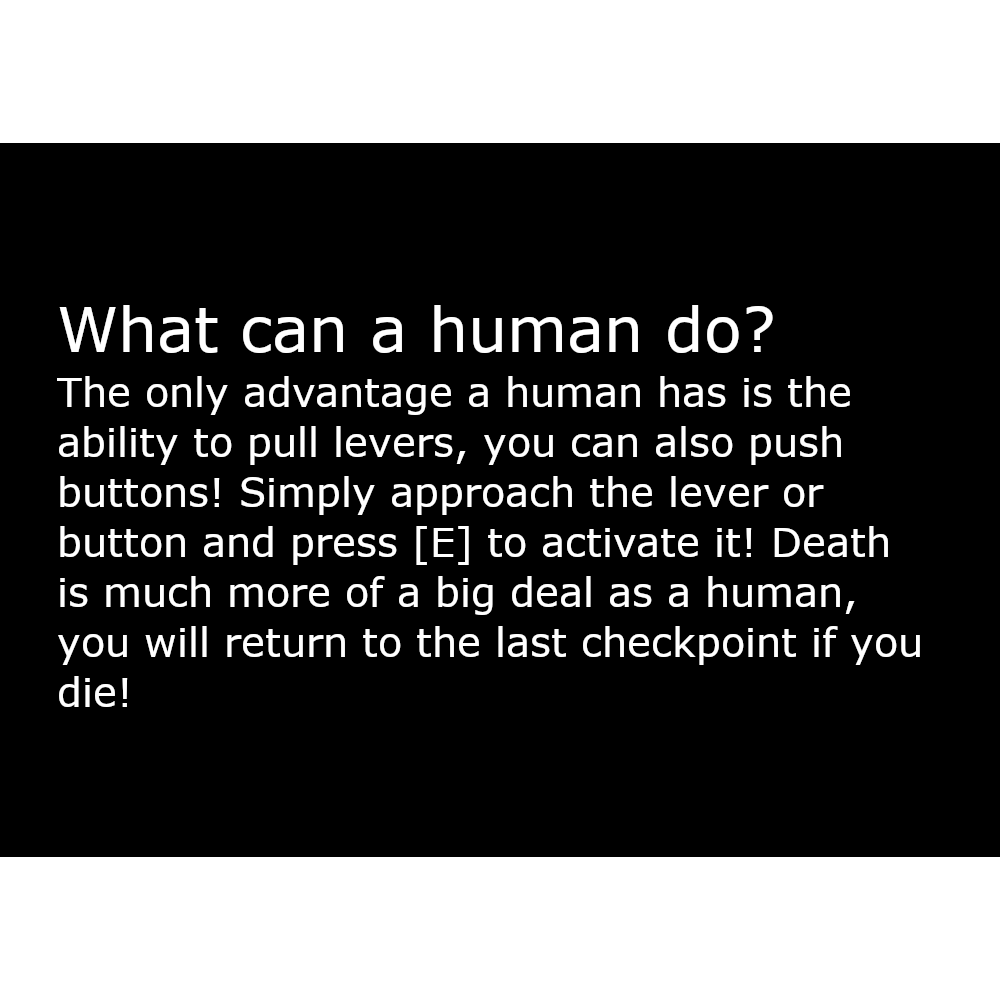 What can a human do?
The only advantage a human has is the
ability to pull levers, you can also push
buttons! Simply approach the lever or
button and press [E] to activate it! Death
is much more of a big deal as a human,
you will return to the last checkpoint if you
die!